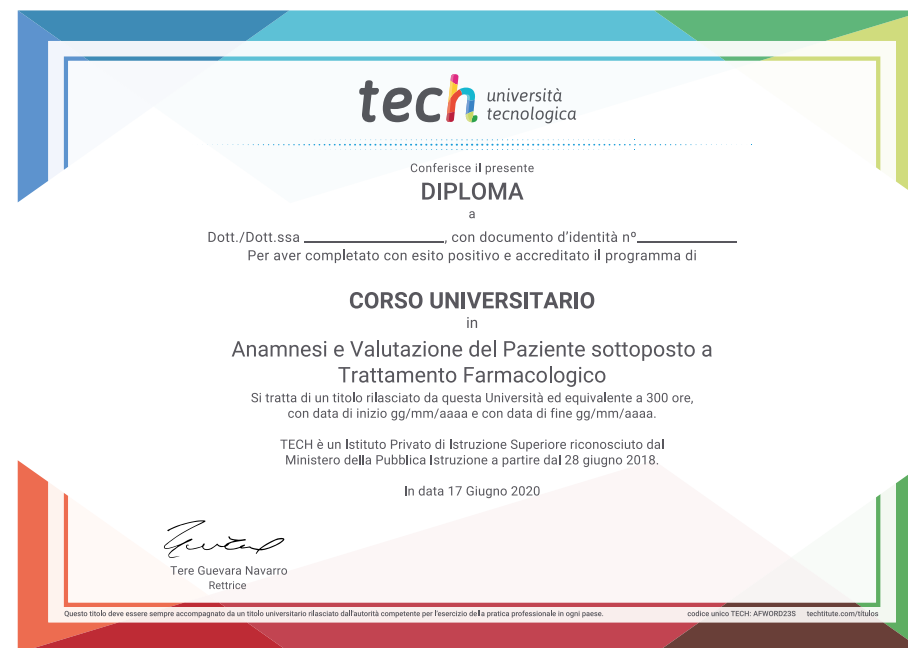 tech università
tecnologica
Conferisce il presente
DIPLOMA
a
Dott./Dott.ssa ________________, con documento d'identità nº___________
Per aver completato con esito positivo e accreditato il programma di
CORSO UNIVERSITARIO
in
Anamnesi e Valutazione del Paziente sottoposto a
Trattamento Farmacologico
Si tratta di un titolo rilasciato da questa Università ed equivalente a 300 ore,
con data di inizio gg/mm/aaaa e con data di fine gg/mm/aaaa.
TECH è un Istituto Privato di Istruzione Superiore riconosciuto dal
Ministero della Pubblica Istruzione a partire dal 28 giugno 2018.
In data 17 Giugno 2020
Tere Guevara Navarro
Rettrice
Questo titolo deve essere sempre accompagnato da un titolo universitario rilasciato dall'autorità competente per l'esercizio della pratica professionale in ogni paese. codice unico TECH: AFWORD23S techtitute.com/titulos